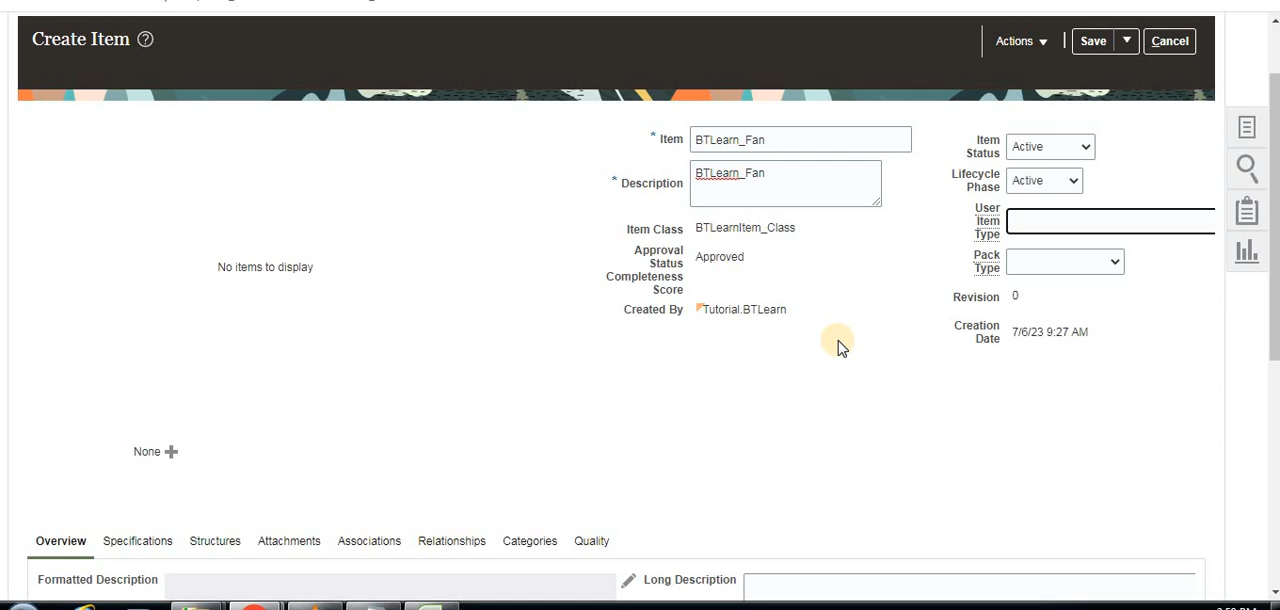 Create Item ?
Actions
Save
Cancel
* Item BTLearn_Fan
* Description BTLearn_Fan
Item Class BTLearnItem_Class
Approval Status Approved
Completeness Score
Created By Tutorial.BTLearn
Item Status Active
Lifecycle Phase Active
User Item Type
Pack Type
Revision 0
Creation Date 7/6/23 9:27 AM
No items to display
None
Overview Specifications Structures Attachments Associations Relationships Categories Quality
Formatted Description Long Description